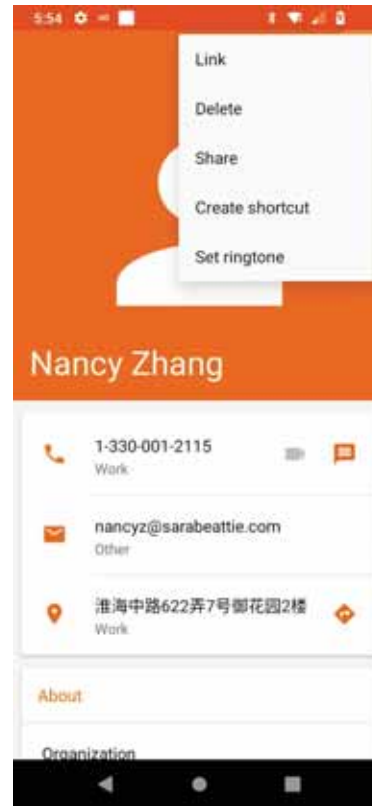 5:54
Link
Delete
Share
Create shortcut
Set ringtone
Nancy Zhang
1-330-001-2115
Work
nancyz@sarabeattie.com
Other
淮海中路622弄7号御花园2楼
Work
About
Organization